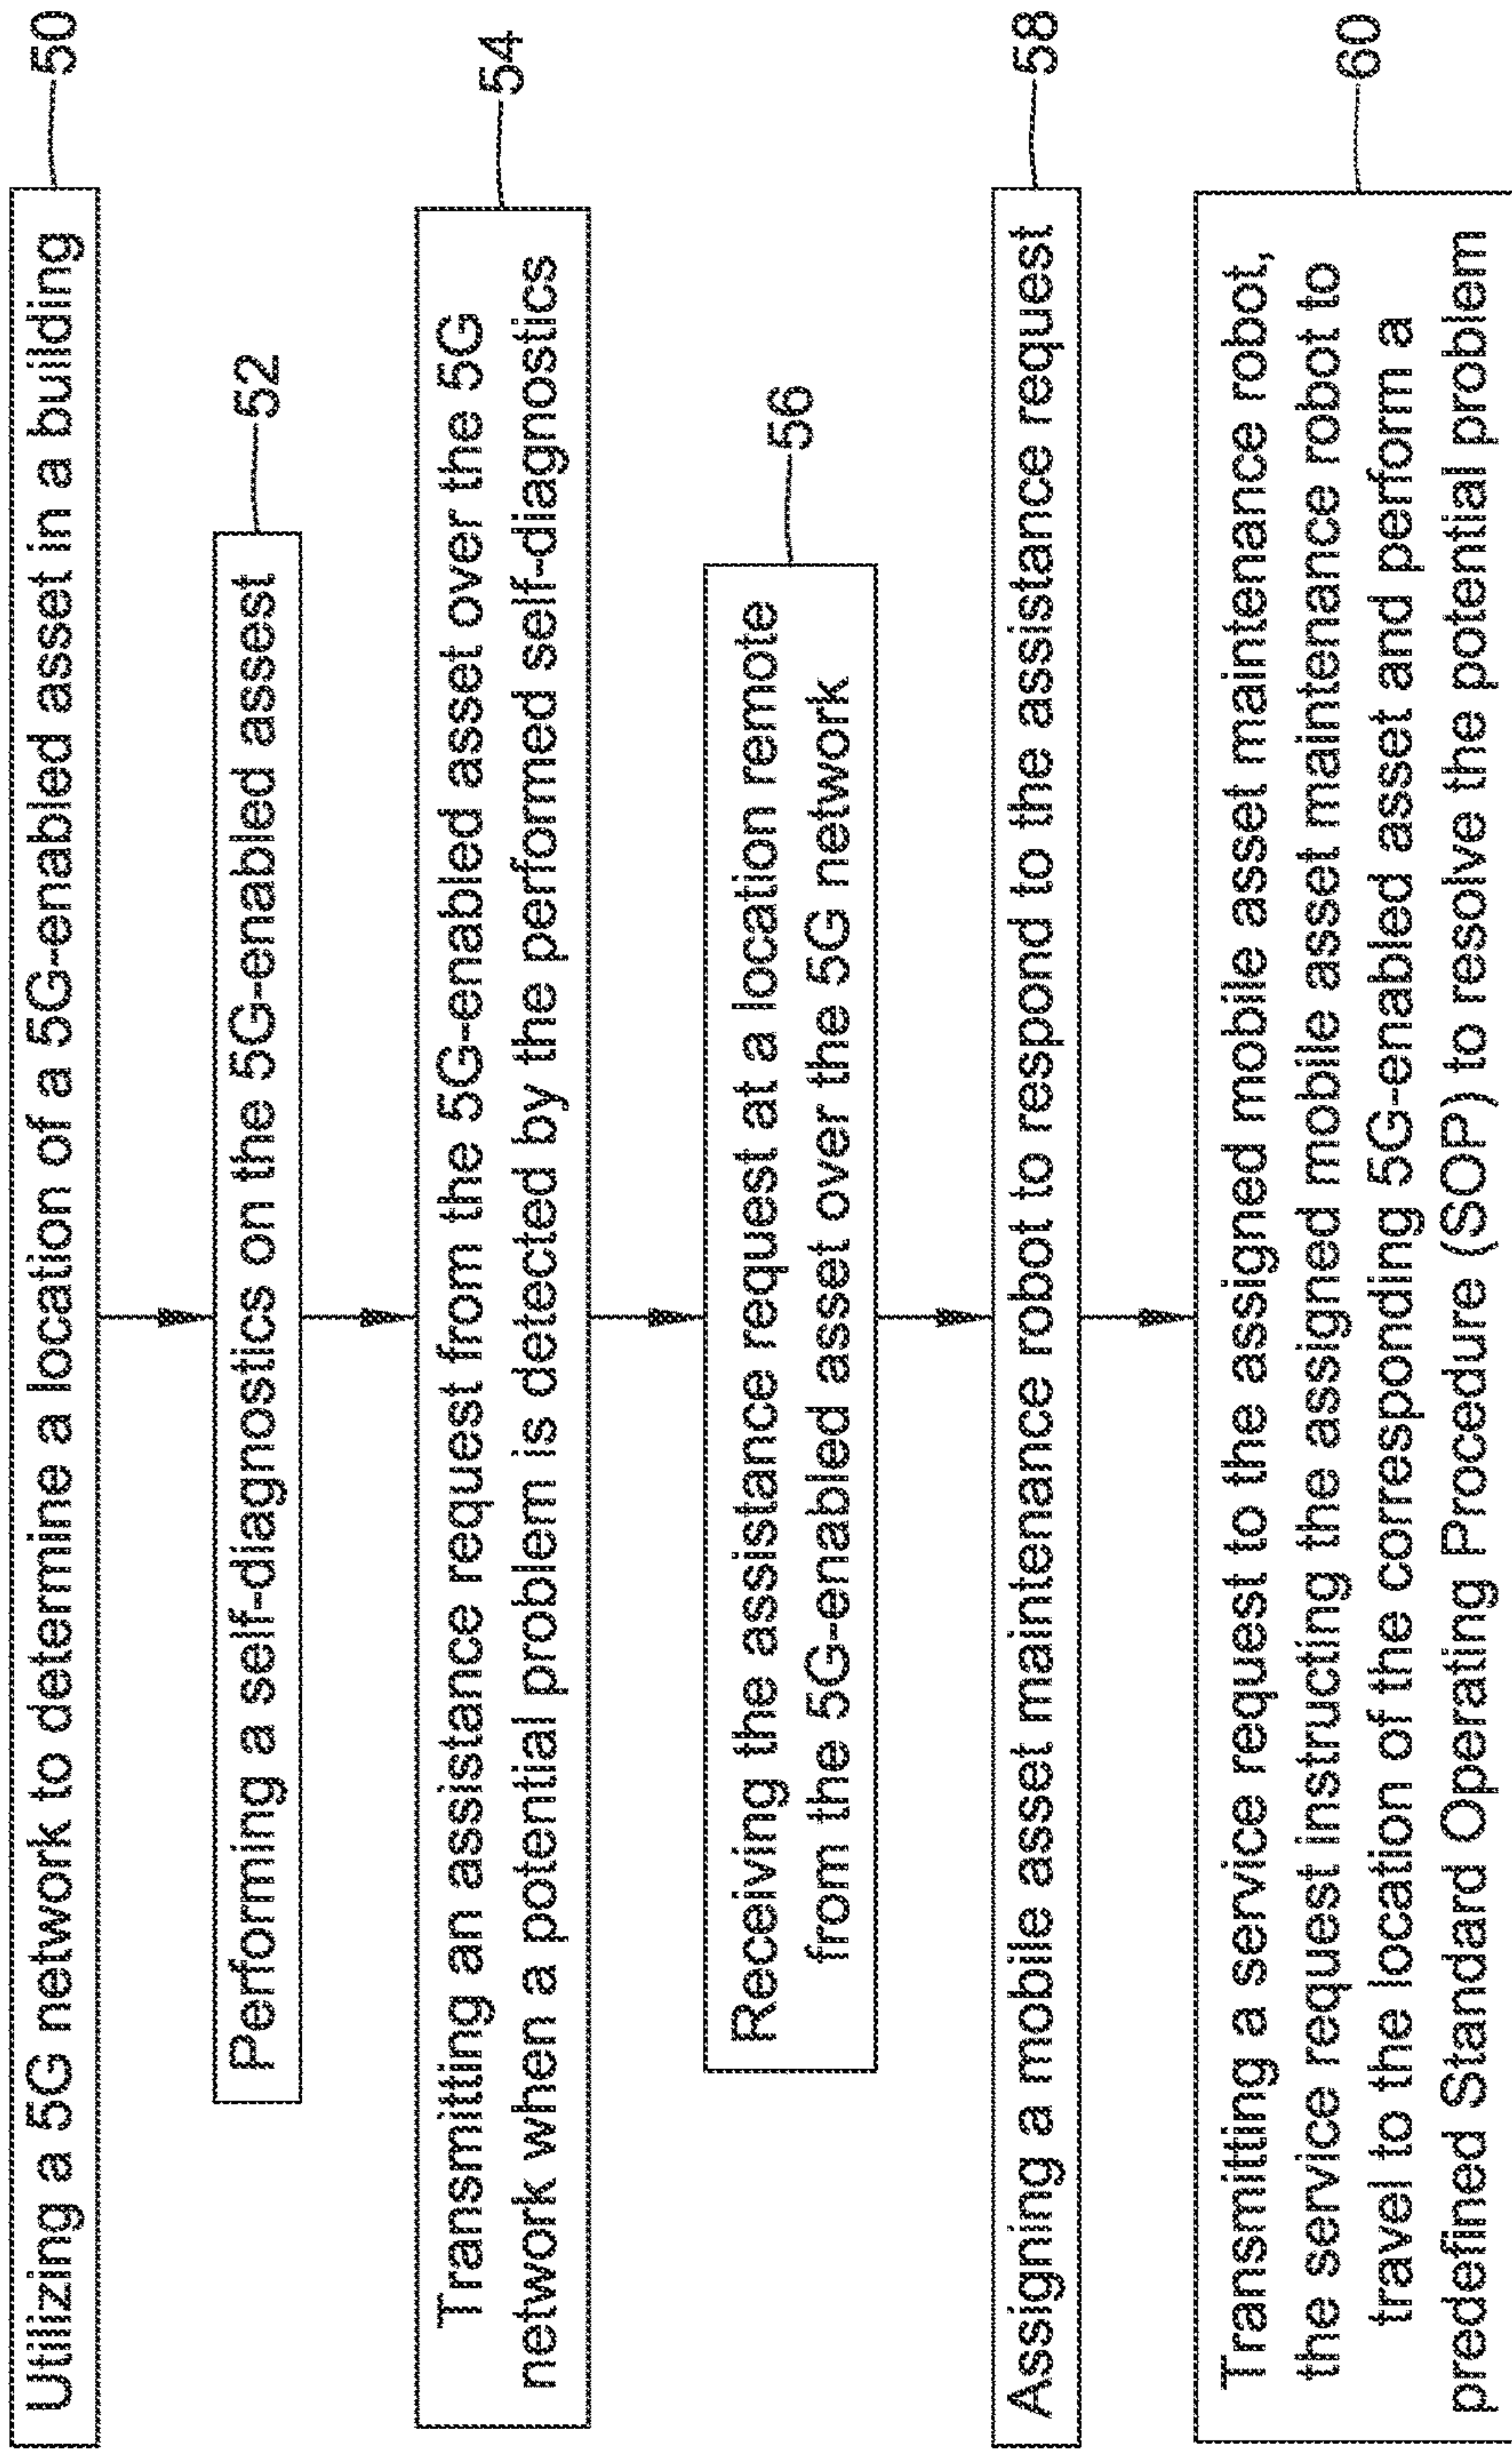 Utilizing a 5G network to determine a location of a 5G-enabled asset in a building
50
Performing a self-diagnostics on the 5G-enabled asset
52
Transmitting an assistance request from the 5G-enabled asset over the 5G
network when a potential problem is detected by the performed self-diagnostics
54
Receiving the assistance request at a location remote
from the 5G-enabled asset over the 5G network
56
Assigning a mobile asset maintenance robot to respond to the assistance request
58
Transmitting a service request to the assigned mobile asset maintenance robot,
the service request instructing the assigned mobile asset maintenance robot to
travel to the location of the corresponding 5G-enabled asset and perform a
predefined Standard Operating Procedure (SOP) to resolve the potential problem
60